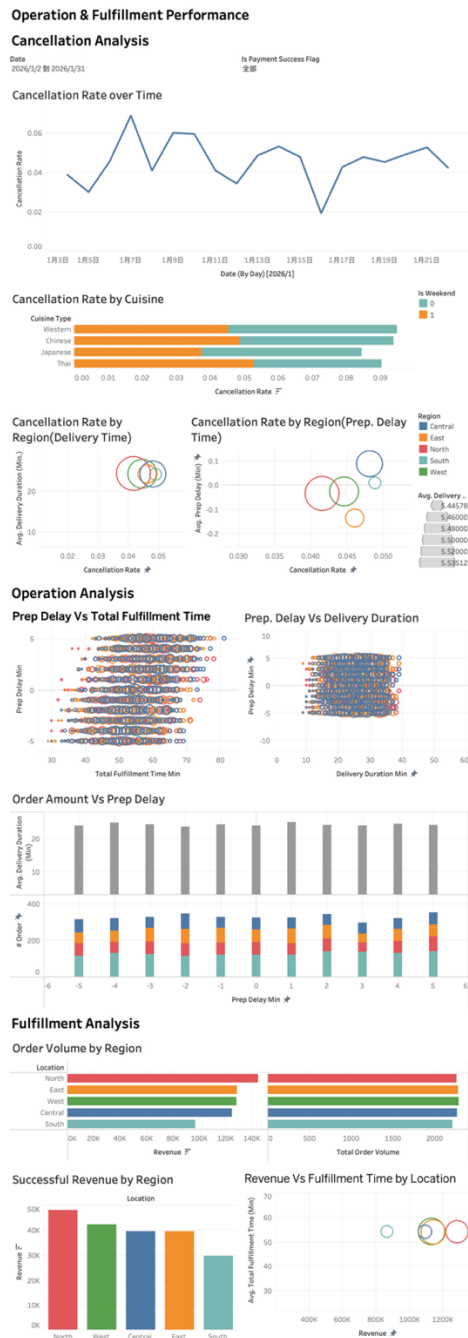 Operation & Fulfillment Performance
Cancellation Analysis
Date
2026/1/2 到 2026/1/31
Is Payment Success Flag
全部
Cancellation Rate over Time
Cancellation Rate
0.06
0.04
0.02
0.00
1月3日 1月5日 1月7日 1月9日 1月11日 1月13日 1月15日 1月17日 1月19日 1月21日
Date (By Day) [2026/1]
Cancellation Rate by Cuisine
Is Weekend
0
1
Cuisine Type
Western
Chinese
Japanese
Thai
0.00 0.01 0.02 0.03 0.04 0.05 0.06 0.07 0.08 0.09
Cancellation Rate
Cancellation Rate by Region(Delivery Time)
Avg. Delivery Duration (Min.)
20
10
0.02 0.03 0.04 0.05
Cancellation Rate
Cancellation Rate by Region(Prep. Delay Time)
Avg. Prep Delay (Min)
0.1
0.0
-0.1
-0.2
0.030 0.035 0.040 0.045 0.050
Cancellation Rate
Region
Central
East
North
South
West
Avg. Delivery ..
5.44578
5.46000
5.48000
5.50000
5.52000
5.53512
Operation Analysis
Prep Delay Vs Total Fulfillment Time
Prep Delay Min
5
0
-5
30 40 50 60 70 80
Total Fulfillment Time Min
Prep. Delay Vs Delivery Duration
Prep Delay Min
10
5
0
-5
-10
0 10 20 30 40 50 60
Delivery Duration Min
Order Amount Vs Prep Delay
Avg. Delivery Duration (Min)
20
10
# Order
400
200
0
-6 -5 -4 -3 -2 -1 0 1 2 3 4 5 6
Prep Delay Min
Fulfillment Analysis
Order Volume by Region
Location
North
East
West
Central
South
0K 20K 40K 60K 80K 100K 120K 140K
Revenue
0 500 1000 1500 2000
Total Order Volume
Successful Revenue by Region
Location
Revenue
50K
40K
30K
20K
10K
0K
North West Central East South
Revenue Vs Fulfillment Time by Location
Avg. Total Fulfillment Time (Min)
70
60
50
40
30
400K 600K 800K 1000K 1200K
Revenue